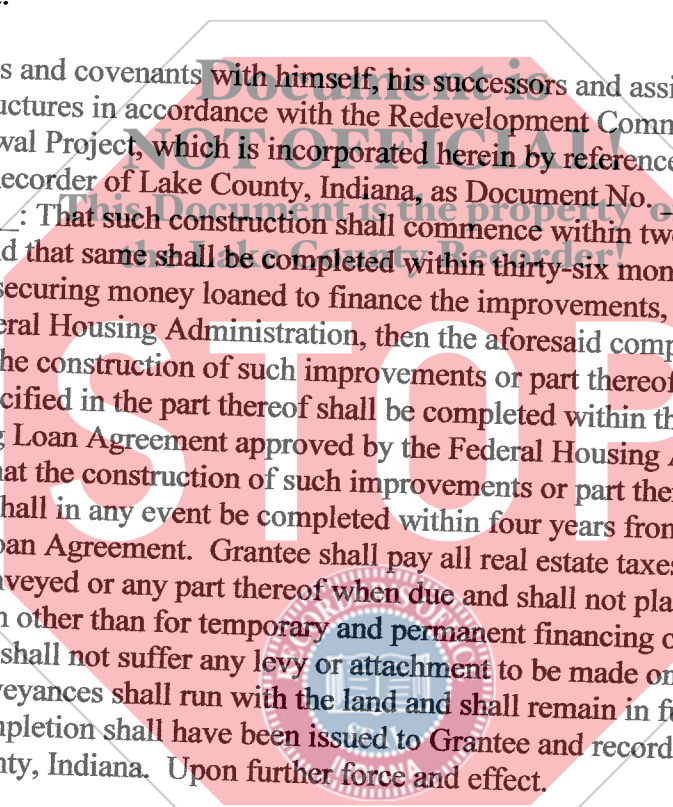 s and covenants with himself, his successors and assi
uctures in accordance with the Redevelopment Comm
wal Project, which is incorporated herein by reference
ecorder of Lake County, Indiana, as Document No. _
_: That such construction shall commence within tw
d that same shall be completed within thirty-six mon
securing money loaned to finance the improvements,
eral Housing Administration, then the aforesaid comp
he construction of such improvements or part thereof
cified in the part thereof shall be completed within th
g Loan Agreement approved by the Federal Housing A
hat the construction of such improvements or part the
hall in any event be completed within four years from
oan Agreement. Grantee shall pay all real estate taxes
veyed or any part thereof when due and shall not pla
n other than for temporary and permanent financing o
shall not suffer any levy or attachment to be made on
veyances shall run with the land and shall remain in fu
mpletion shall have been issued to Grantee and record
nty, Indiana. Upon further force and effect.
Document is
NOT OFFICIAL!
This Document is the property o
the Lake County Recorder!
STOP
SEAL
INDIANA